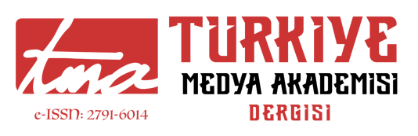 tma
e-ISSN: 2791-6014
TÜRKİYE
MEDYA AKADEMİSİ
DERGİSİ